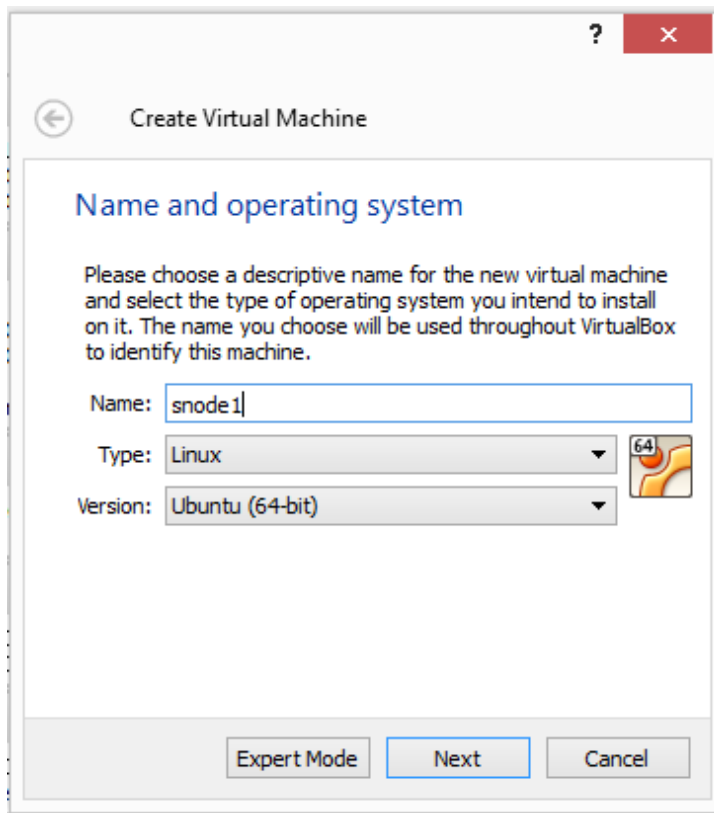 ?
Create Virtual Machine
Name and operating system
Please choose a descriptive name for the new virtual machine
and select the type of operating system you intend to install
on it. The name you choose will be used throughout VirtualBox
to identify this machine.
Name: snode1
Type: Linux
64
Version: Ubuntu (64-bit)
Expert Mode Next Cancel